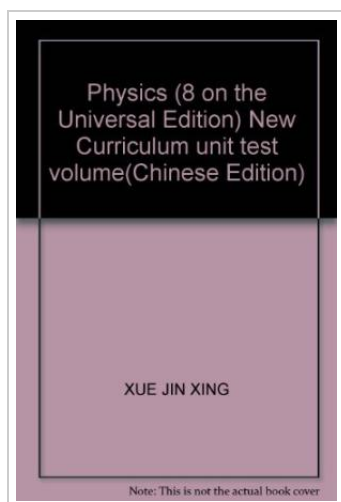 Physics (8 on the
Universal Edition) New
Curriculum unit test
volume(Chinese Edition)
XUE JIN XING
Note: This is not the actual book cover